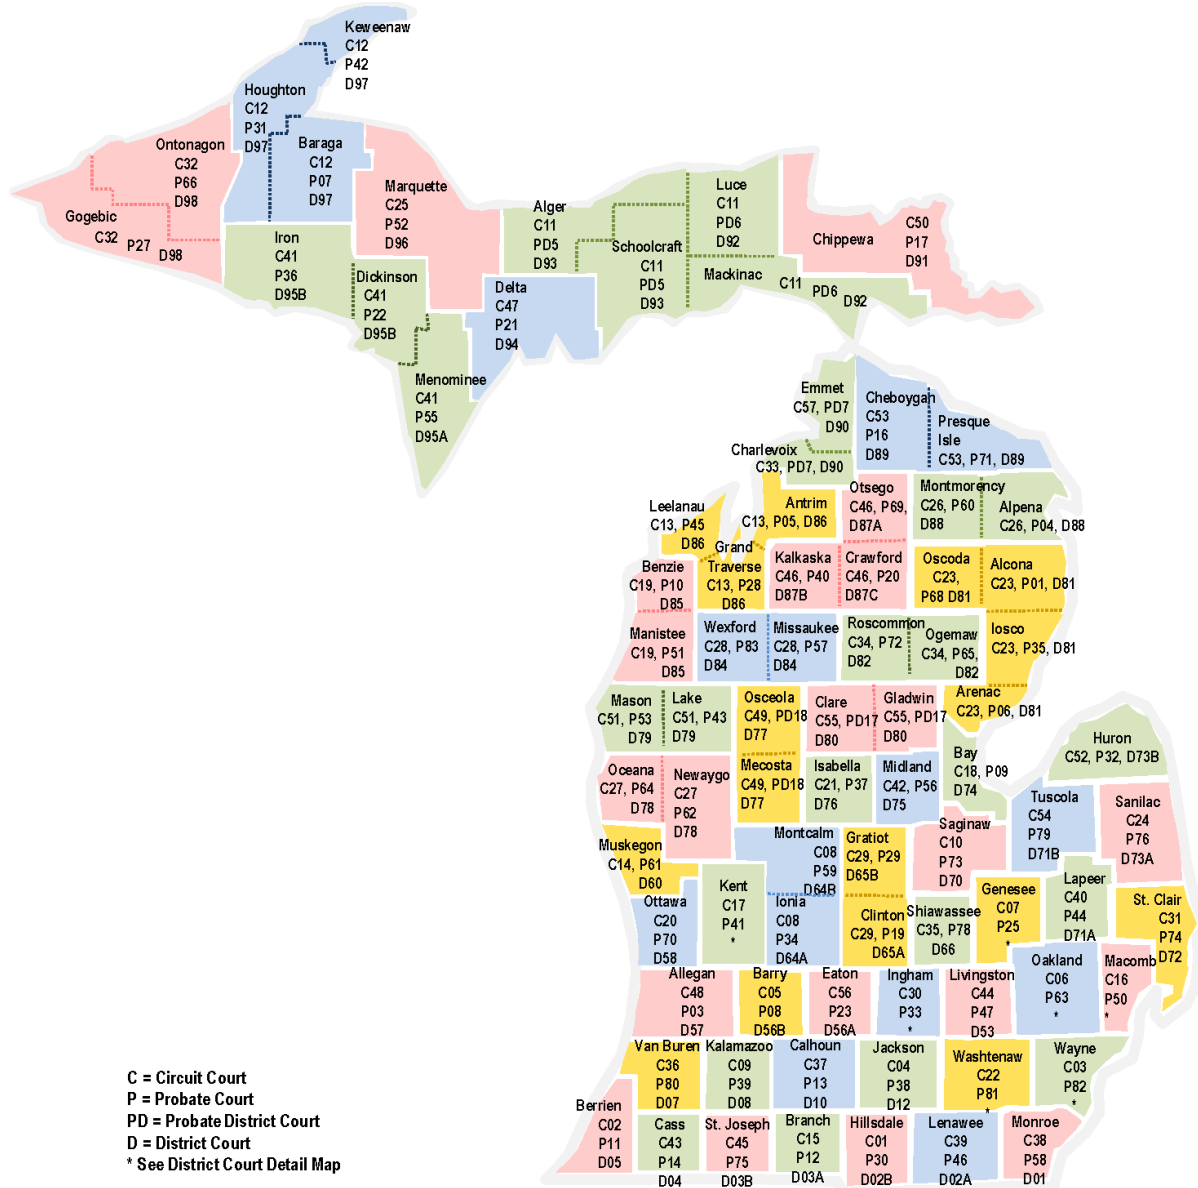 Keweenaw
C12
P42
D97
Houghton
C12
P31
D97
Baraga
C12
P07
D97
Ontonagon
C32
P66
D98
Gogebic
C32
P27
D98
Marquette
C25
P52
D96
Iron
C41
P36
D95B
Dickinson
C41
P22
D95B
Menominee
C41
P55
D95A
Alger
C11
PD5
D93
Delta
C47
P21
D94
Schoolcraft
C11
PD5
D93
Luce
C11
PD6
D92
Mackinac
C11
PD6
D92
Chippewa
C50
P17
D91
Emmet
C57, PD7
D90
Cheboygan
C53
P16
D89
Presque
Isle
C53, P71, D89
Charlevoix
C33, PD7, D90
Leelanau
C13, P45
D86
Antrim
C13, P05, D86
Otsego
C46, P69,
D87A
Montmorency
C26, P60
D88
Alpena
C26, P04, D88
Benzie
C19, P10
D85
Grand
Traverse
C13, P28
D86
Kalkaska
C46, P40
D87B
Crawford
C46, P20
D87C
Oscoda
C23,
P68 D81
Alcona
C23, P01, D81
Manistee
C19, P51
D85
Wexford
C28, P83
D84
Missaukee
C28, P57
D84
Roscommon
C34, P72
D82
Ogemaw
C34, P65,
D82
Iosco
C23, P35, D81
Mason
C51, P53
D79
Lake
C51, P43
D79
Osceola
C49, PD18
D77
Clare
C55, PD17
D80
Gladwin
C55, PD17
D80
Arenac
C23, P06, D81
Oceana
C27, P64
D78
Newaygo
C27
P62
D78
Mecosta
C49, PD18
D77
Isabella
C21, P37
D76
Midland
C42, P56
D75
Bay
C18, P09
D74
Huron
C52, P32, D73B
Tuscola
C54
P79
D71B
Sanilac
C24
P76
D73A
Muskegon
C14, P61
D60
Montcalm
C08
P59
D64B
Gratiot
C29, P29
D65B
Saginaw
C10
P73
D70
Ottawa
C20
P70
D58
Kent
C17
P41
*
Ionia
C08
P34
D64A
Clinton
C29, P19
D65A
Shiawassee
C35, P78
D66
Genesee
C07
P25
*
Lapeer
C40
P44
D71A
St. Clair
C31
P74
D72
Allegan
C48
P03
D57
Barry
C05
P08
D56B
Eaton
C56
P23
D56A
Ingham
C30
P33
*
Livingston
C44
P47
D53
Oakland
C06
P63
*
Macomb
C16
P50
*
Van Buren
C36
P80
D07
Kalamazoo
C09
P39
D08
Calhoun
C37
P13
D10
Jackson
C04
P38
D12
Washtenaw
C22
P81
*
Wayne
C03
P82
*
Berrien
C02
P11
D05
Cass
C43
P14
D04
St. Joseph
C45
P75
D03B
Branch
C15
P12
D03A
Hillsdale
C01
P30
D02B
Lenawee
C39
P46
D02A
Monroe
C38
P58
D01
C = Circuit Court
P = Probate Court
PD = Probate District Court
D = District Court
* See District Court Detail Map